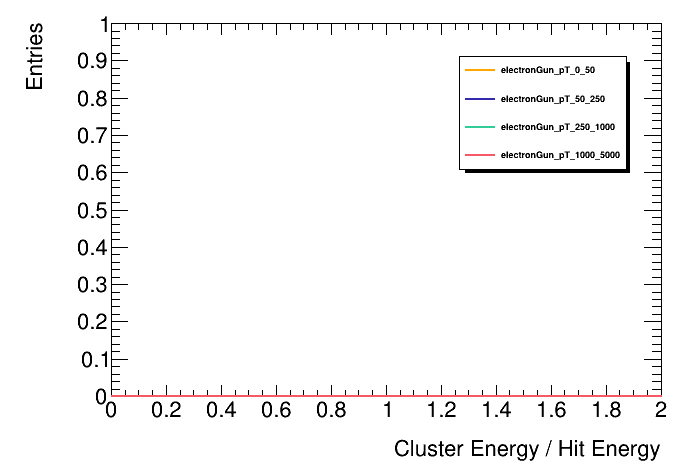 Entries
1
0.9
0.8
0.7
0.6
0.5
0.4
0.3
0.2
0.1
0
electronGun_pT_0_50
electronGun_pT_50_250
electronGun_pT_250_1000
electronGun_pT_1000_5000
0 0.2 0.4 0.6 0.8 1 1.2 1.4 1.6 1.8 2
Cluster Energy / Hit Energy